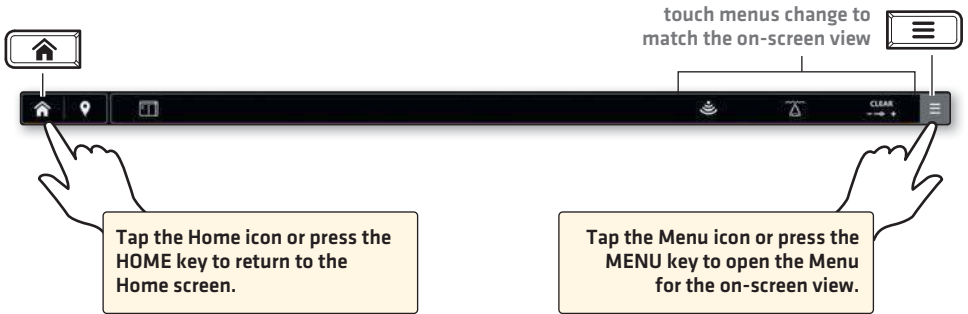 touch menus change to
match the on-screen view
CLEAR
Tap the Home icon or press the
HOME key to return to the
Home screen.
Tap the Menu icon or press the
MENU key to open the Menu
for the on-screen view.